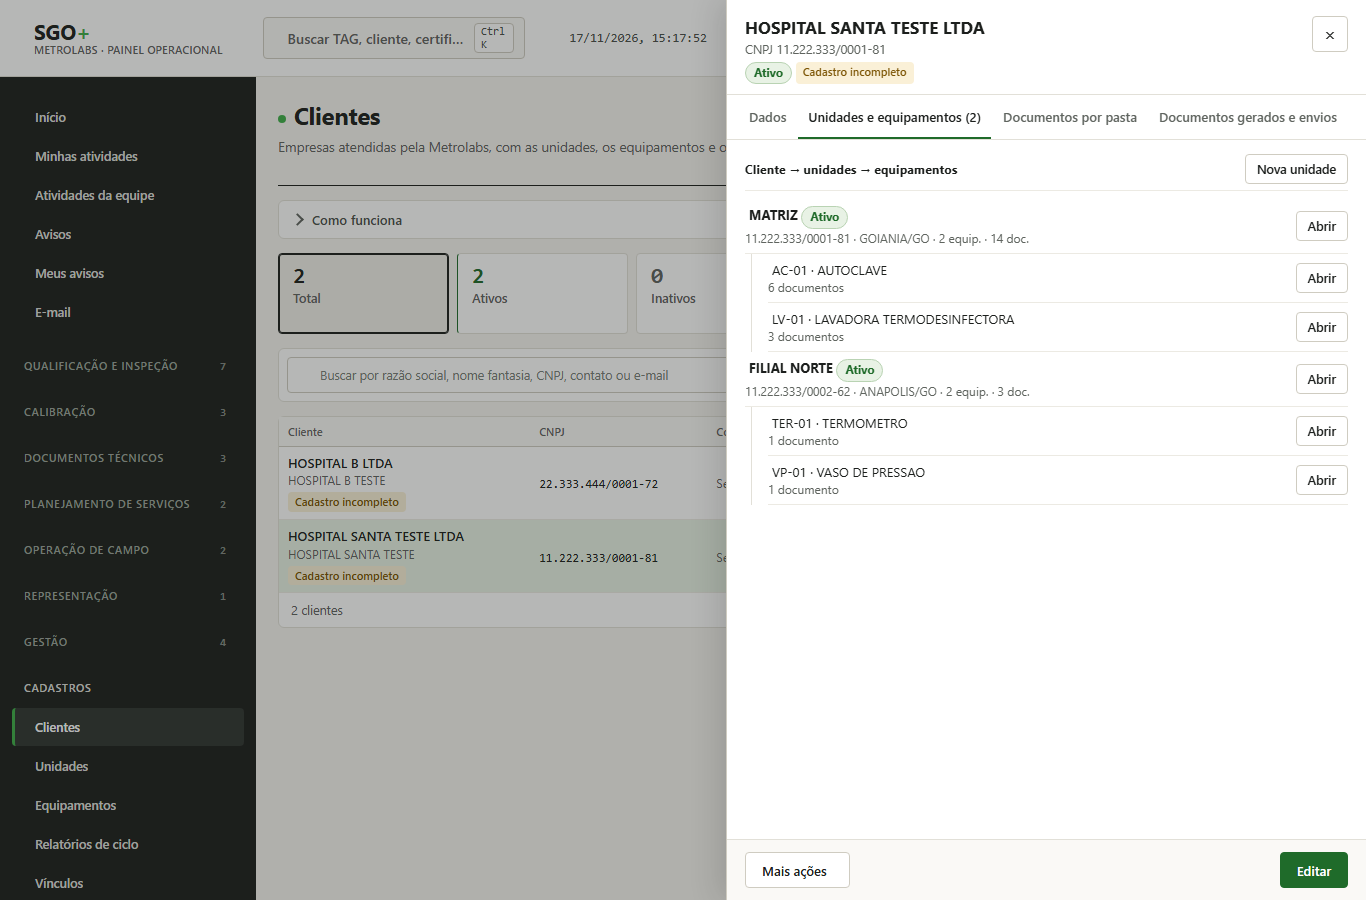 SGO+
METROLABS · PAINEL OPERACIONAL
Buscar TAG, cliente, certifi...
Ctrl K
17/11/2026, 15:17:52
Início
Minhas atividades
Atividades da equipe
Avisos
Meus avisos
E-mail
QUALIFICAÇÃO E INSPEÇÃO 7
CALIBRAÇÃO 3
DOCUMENTOS TÉCNICOS 3
PLANEJAMENTO DE SERVIÇOS 2
OPERAÇÃO DE CAMPO 2
REPRESENTAÇÃO 1
GESTÃO 4
CADASTROS
Clientes
Unidades
Equipamentos
Relatórios de ciclo
Vínculos
Clientes
Empresas atendidas pela Metrolabs, com as unidades, os equipamentos e o
Como funciona
2
Total
2
Ativos
0
Inativos
Buscar por razão social, nome fantasia, CNPJ, contato ou e-mail
Cliente CNPJ
HOSPITAL B LTDA
HOSPITAL B TESTE
Cadastro incompleto
22.333.444/0001-72
HOSPITAL SANTA TESTE LTDA
HOSPITAL SANTA TESTE
Cadastro incompleto
11.222.333/0001-81
2 clientes
HOSPITAL SANTA TESTE LTDA
CNPJ 11.222.333/0001-81
Ativo Cadastro incompleto
×
Dados Unidades e equipamentos (2) Documentos por pasta Documentos gerados e envios
Cliente → unidades → equipamentos
Nova unidade
MATRIZ Ativo
11.222.333/0001-81 · GOIANIA/GO · 2 equip. · 14 doc.
Abrir
AC-01 · AUTOCLAVE
6 documentos
Abrir
LV-01 · LAVADORA TERMODESINFECTORA
3 documentos
Abrir
FILIAL NORTE Ativo
11.222.333/0002-62 · ANAPOLIS/GO · 2 equip. · 3 doc.
Abrir
TER-01 · TERMOMETRO
1 documento
Abrir
VP-01 · VASO DE PRESSAO
1 documento
Abrir
Mais ações
Editar